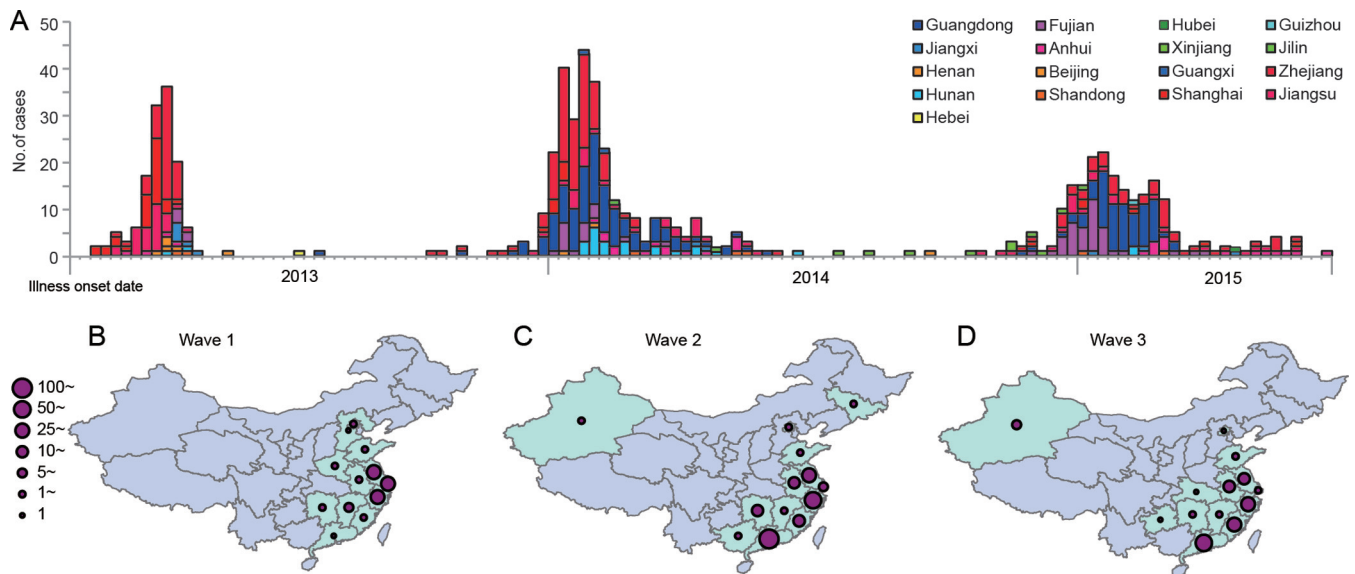 A
No. of cases
50
40
30
20
10
0
Guangdong Fujian Hubei Guizhou
Jiangxi Anhui Xinjiang Jilin
Henan Beijing Guangxi Zhejiang
Hunan Shandong Shanghai Jiangsu
Hebei
2013 2014 2015
Illness onset date
B Wave 1 C Wave 2 D Wave 3
100~
50~
25~
10~
5~
1~
1